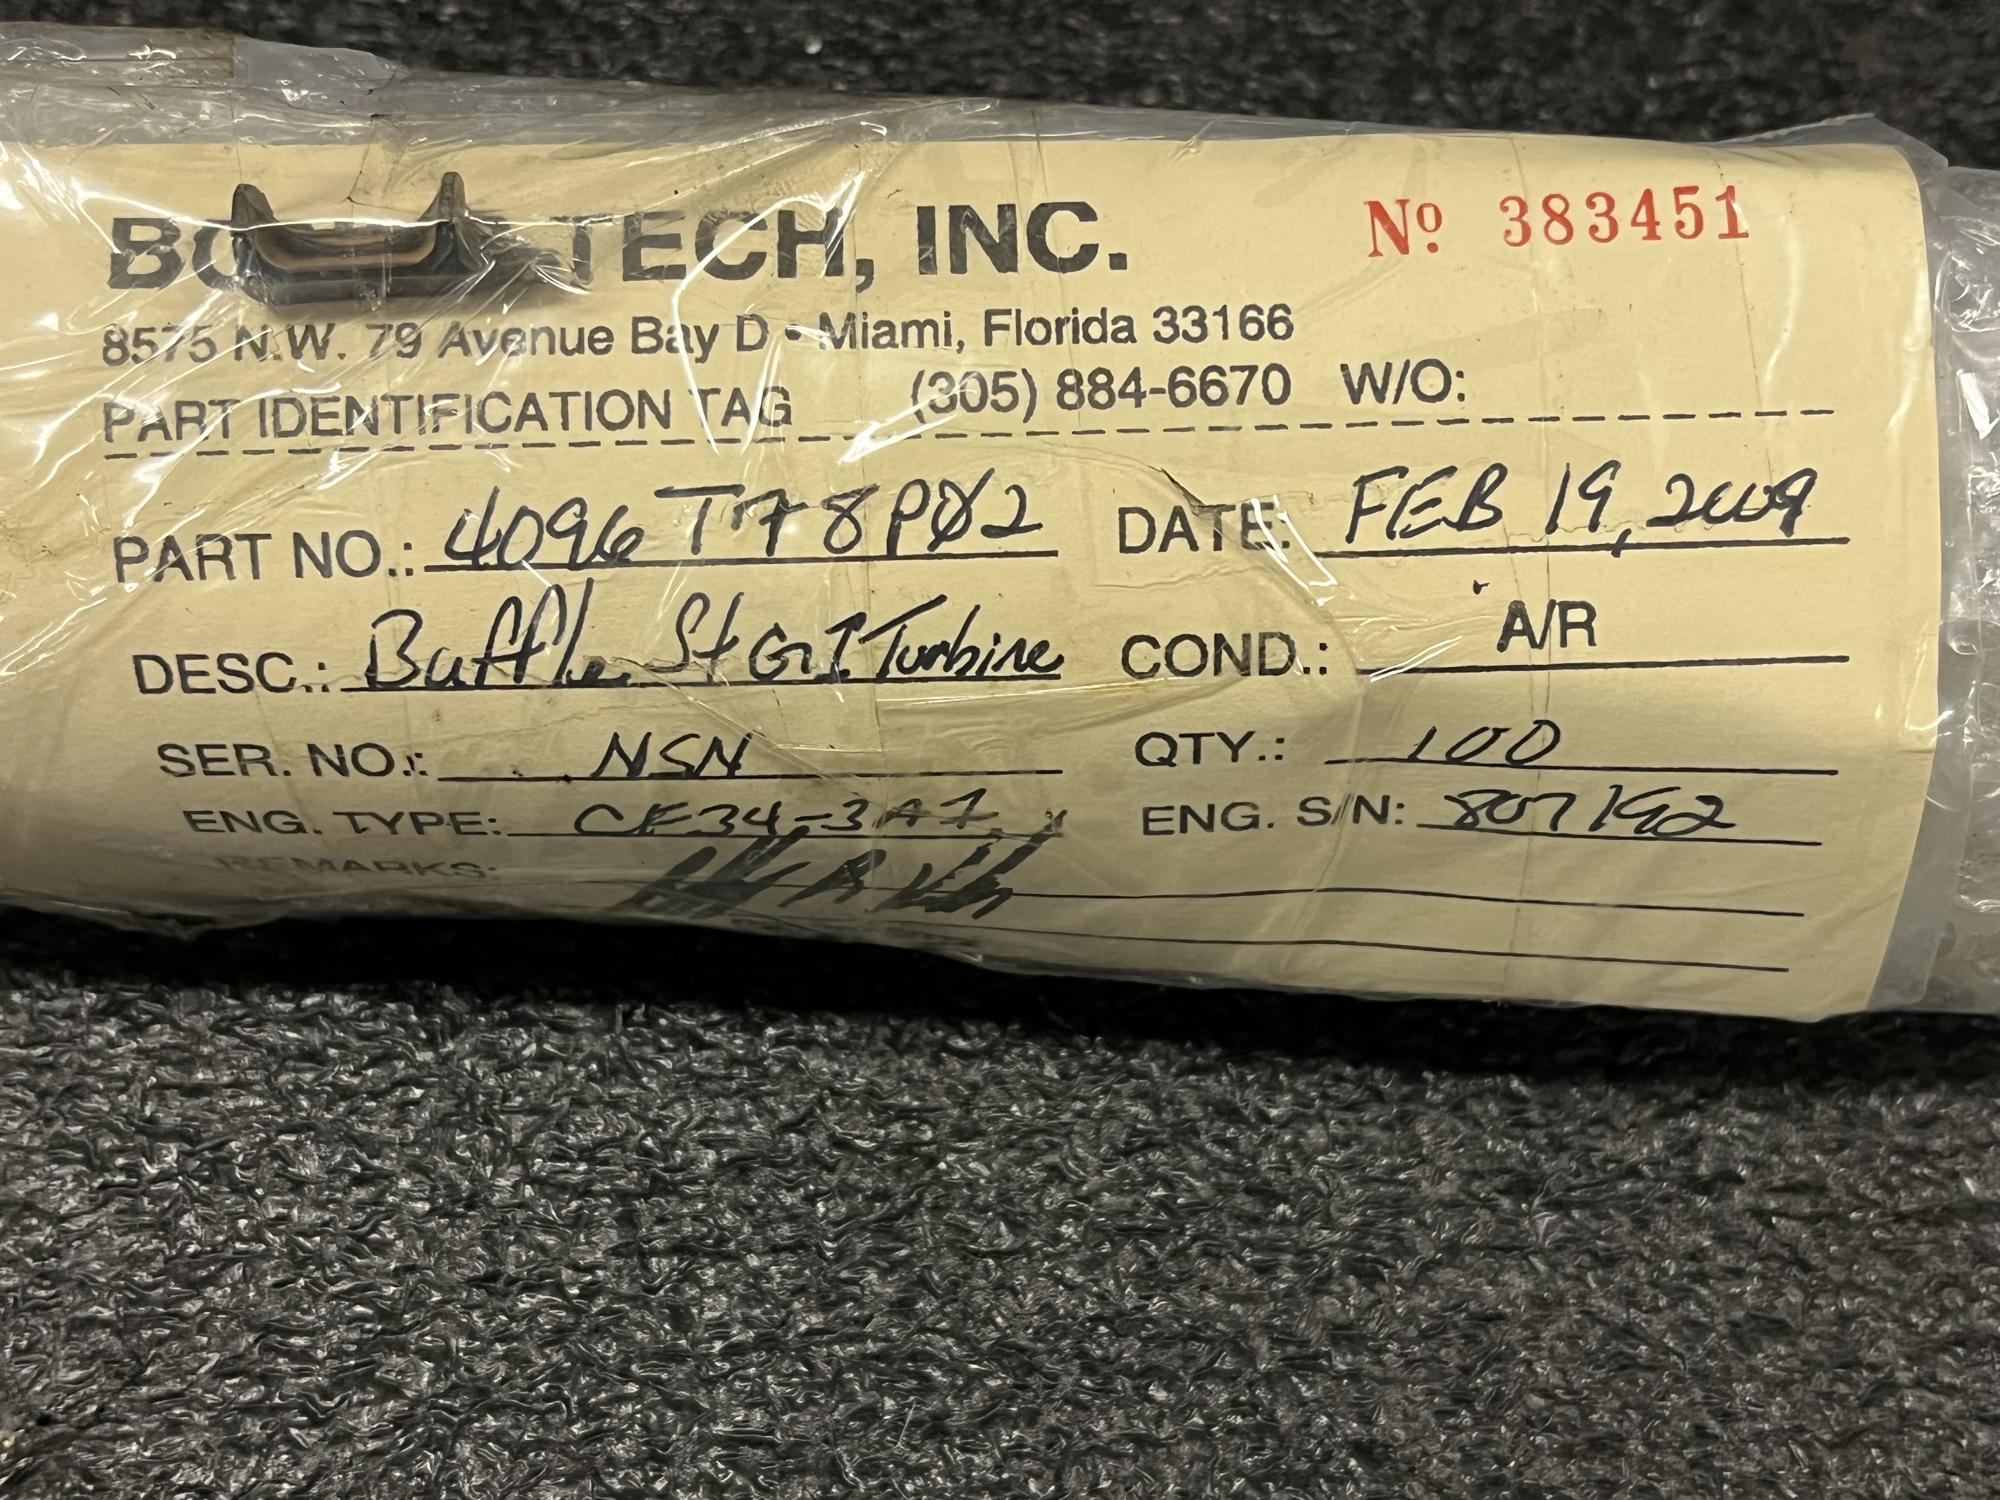 TECH, INC. Nº 383451
8575 N.W. 79 Avenue Bay D • Miami, Florida 33166
PART IDENTIFICATION TAG (305) 884-6670 W/O:
PART NO.: 4096T78P02 DATE: FEB 19, 2009
DESC.: Baffle St G1 Turbine COND.: A/R
SER. NO.: NSN QTY.: 100
ENG. TYPE: CF34-3A1 ENG. S/N: 807192
REMARKS: